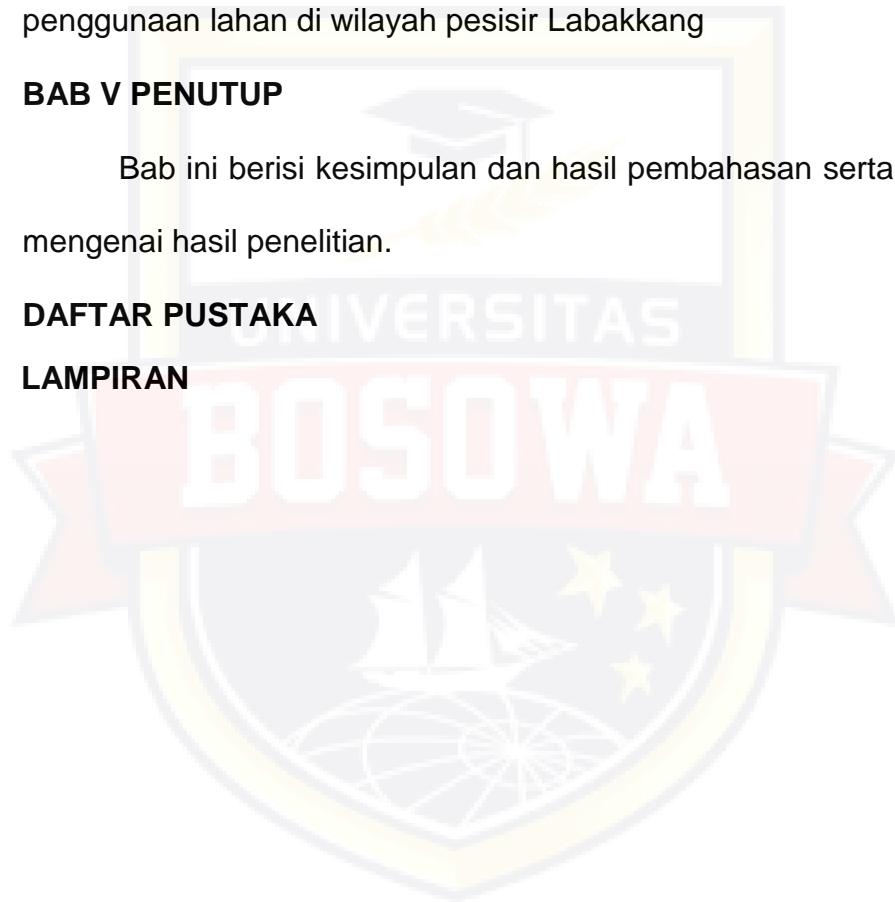 penggunaan lahan di wilayah pesisir Labakkang
BAB V PENUTUP
Bab ini berisi kesimpulan dan hasil pembahasan serta
mengenai hasil penelitian.
DAFTAR PUSTAKA
UNIVERSITAS
LAMPIRAN
BOSOWA